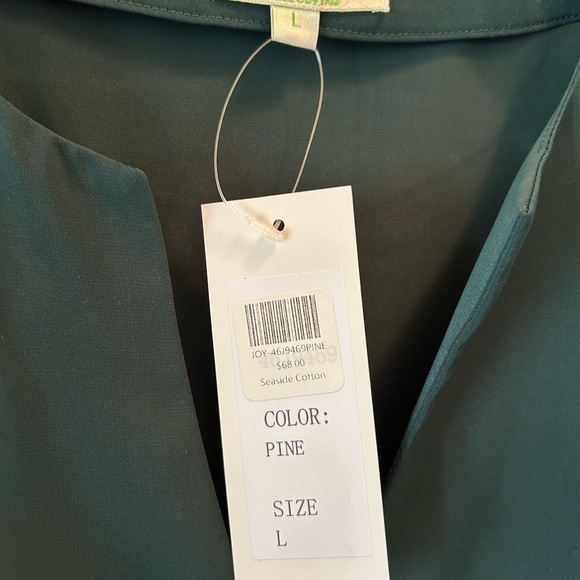 L
JOY-46J9469PINE
$68.00
Seaside Cotton
COLOR:
PINE
SIZE
L